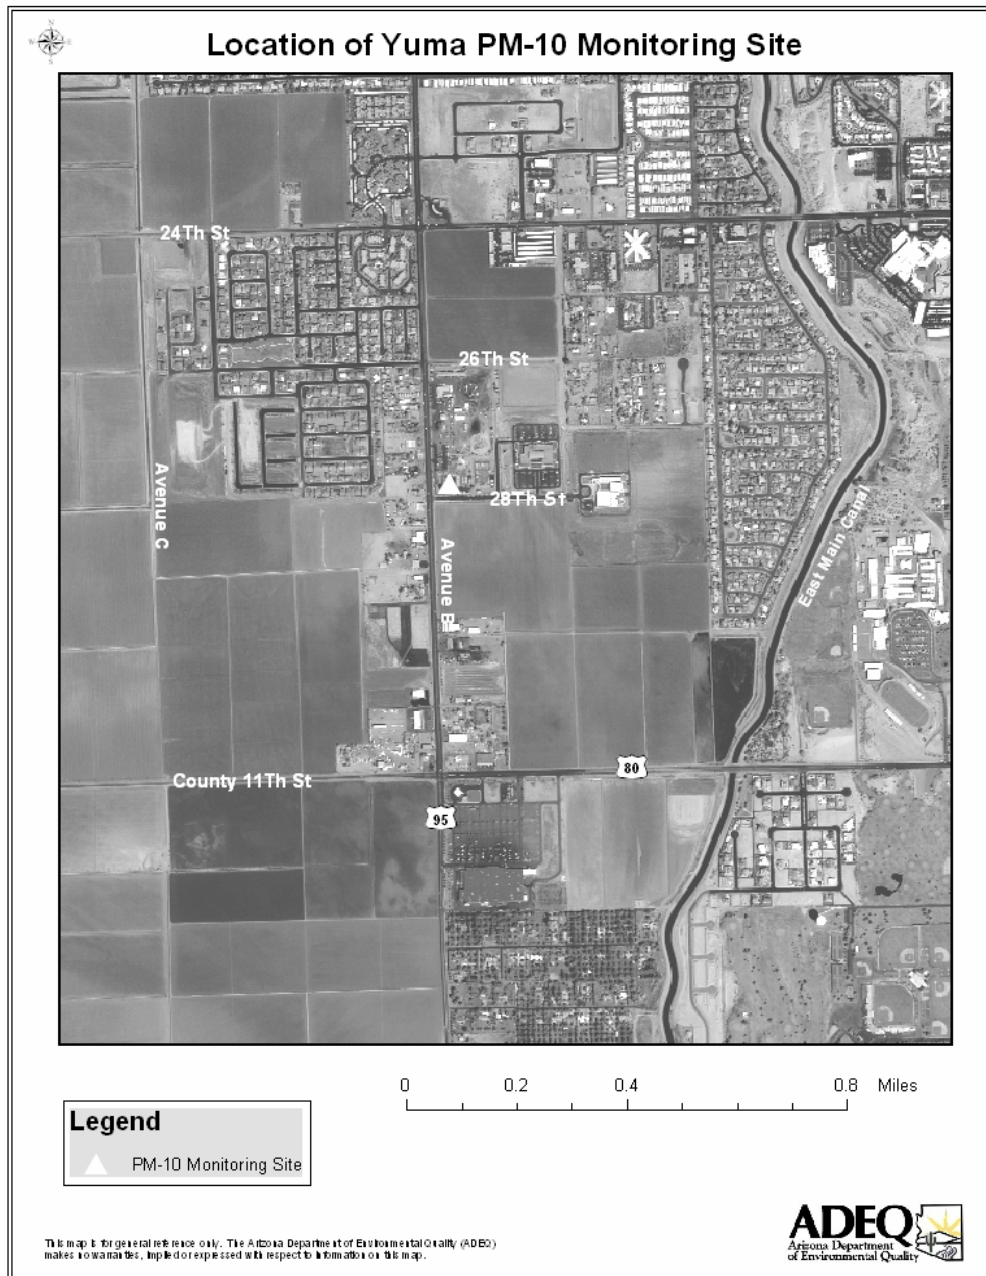 N
W E
S
Location of Yuma PM-10 Monitoring Site
24Th St
26Th St
28Th St
Avenue C
Avenue B
East Main Canal
80
County 11Th St
95
0 0.2 0.4 0.8 Miles
Legend
PM-10 Monitoring Site
This map is for general reference only. The Arizona Department of Environmental Quality (ADEQ)
makes no warranties, implied or expressed with respect to information on this map.
ADEQ
Arizona Department
of Environmental Quality